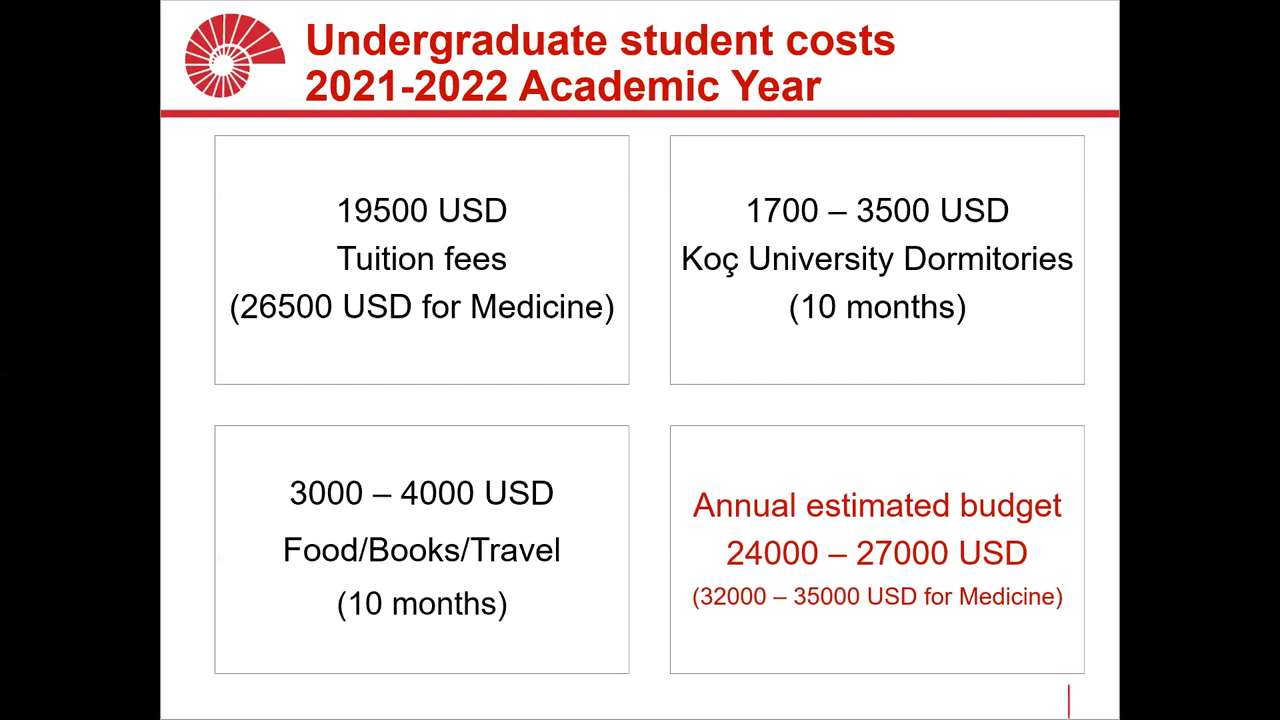 Undergraduate student costs
2021-2022 Academic Year
19500 USD
Tuition fees
(26500 USD for Medicine)
1700 – 3500 USD
Koç University Dormitories
(10 months)
3000 – 4000 USD
Food/Books/Travel
(10 months)
Annual estimated budget
24000 – 27000 USD
(32000 – 35000 USD for Medicine)